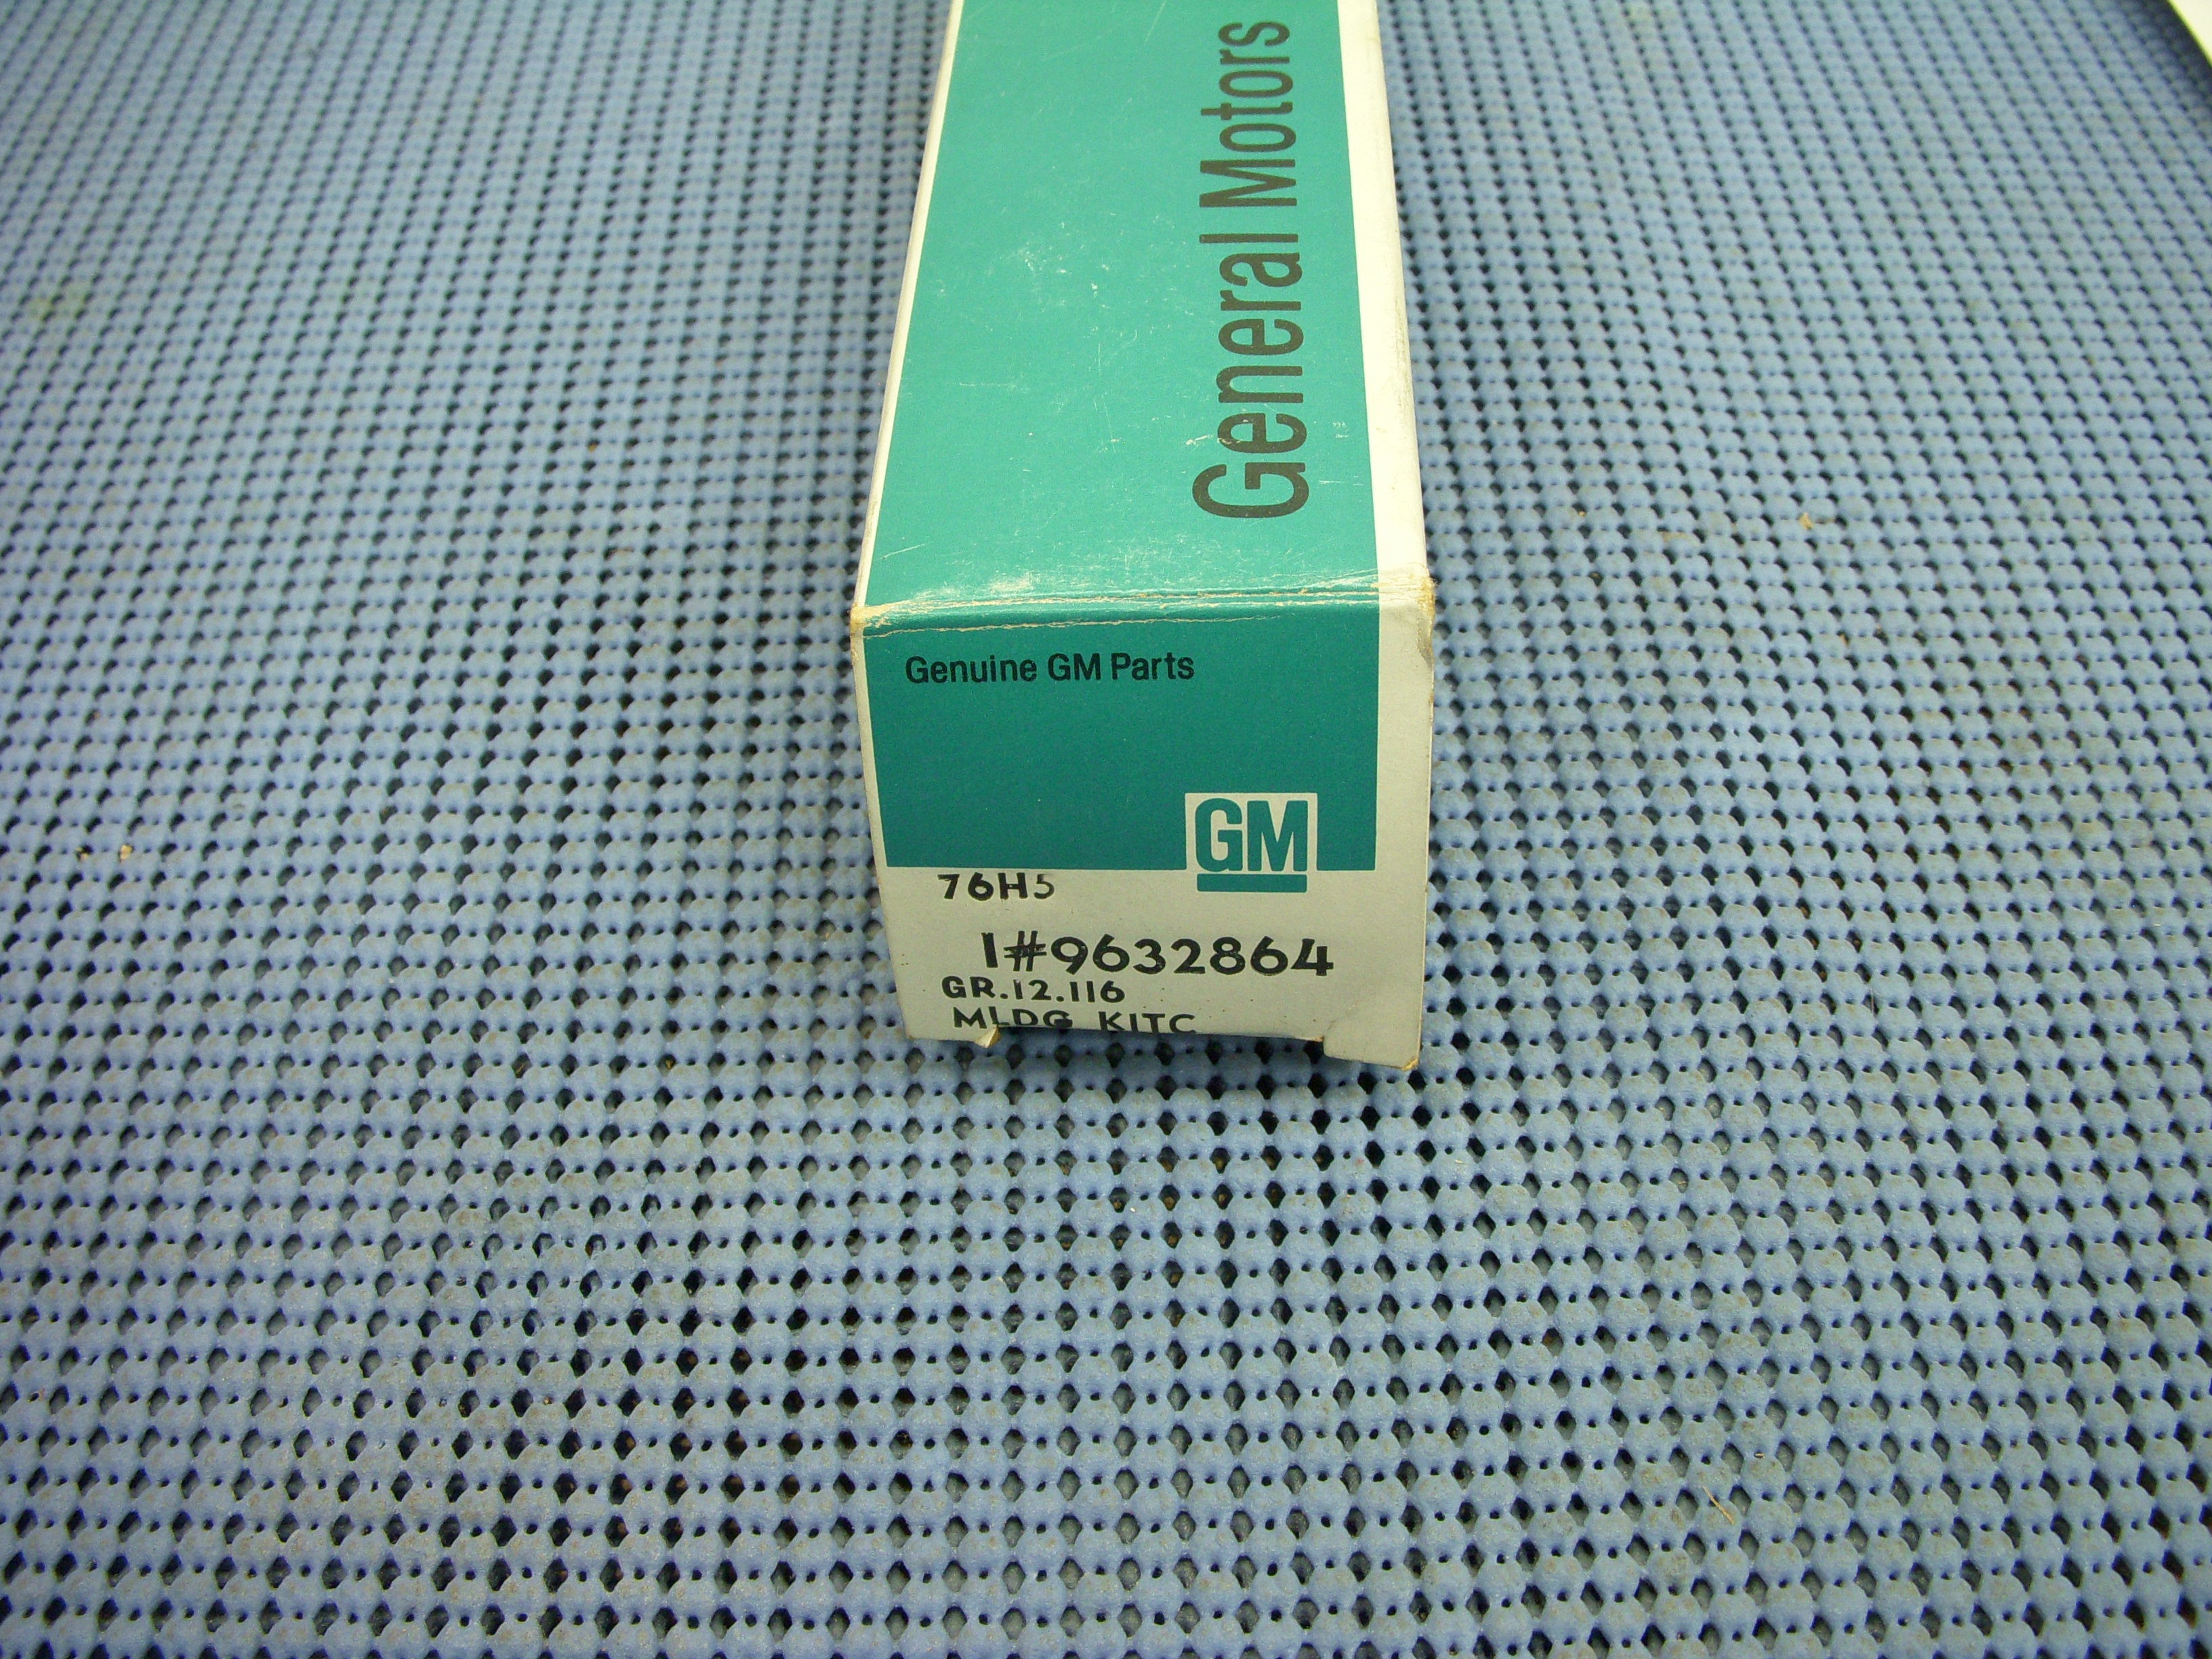 General Motors
Genuine GM Parts
GM
76H5
1#9632864
GR.12.116
MLDG KITC